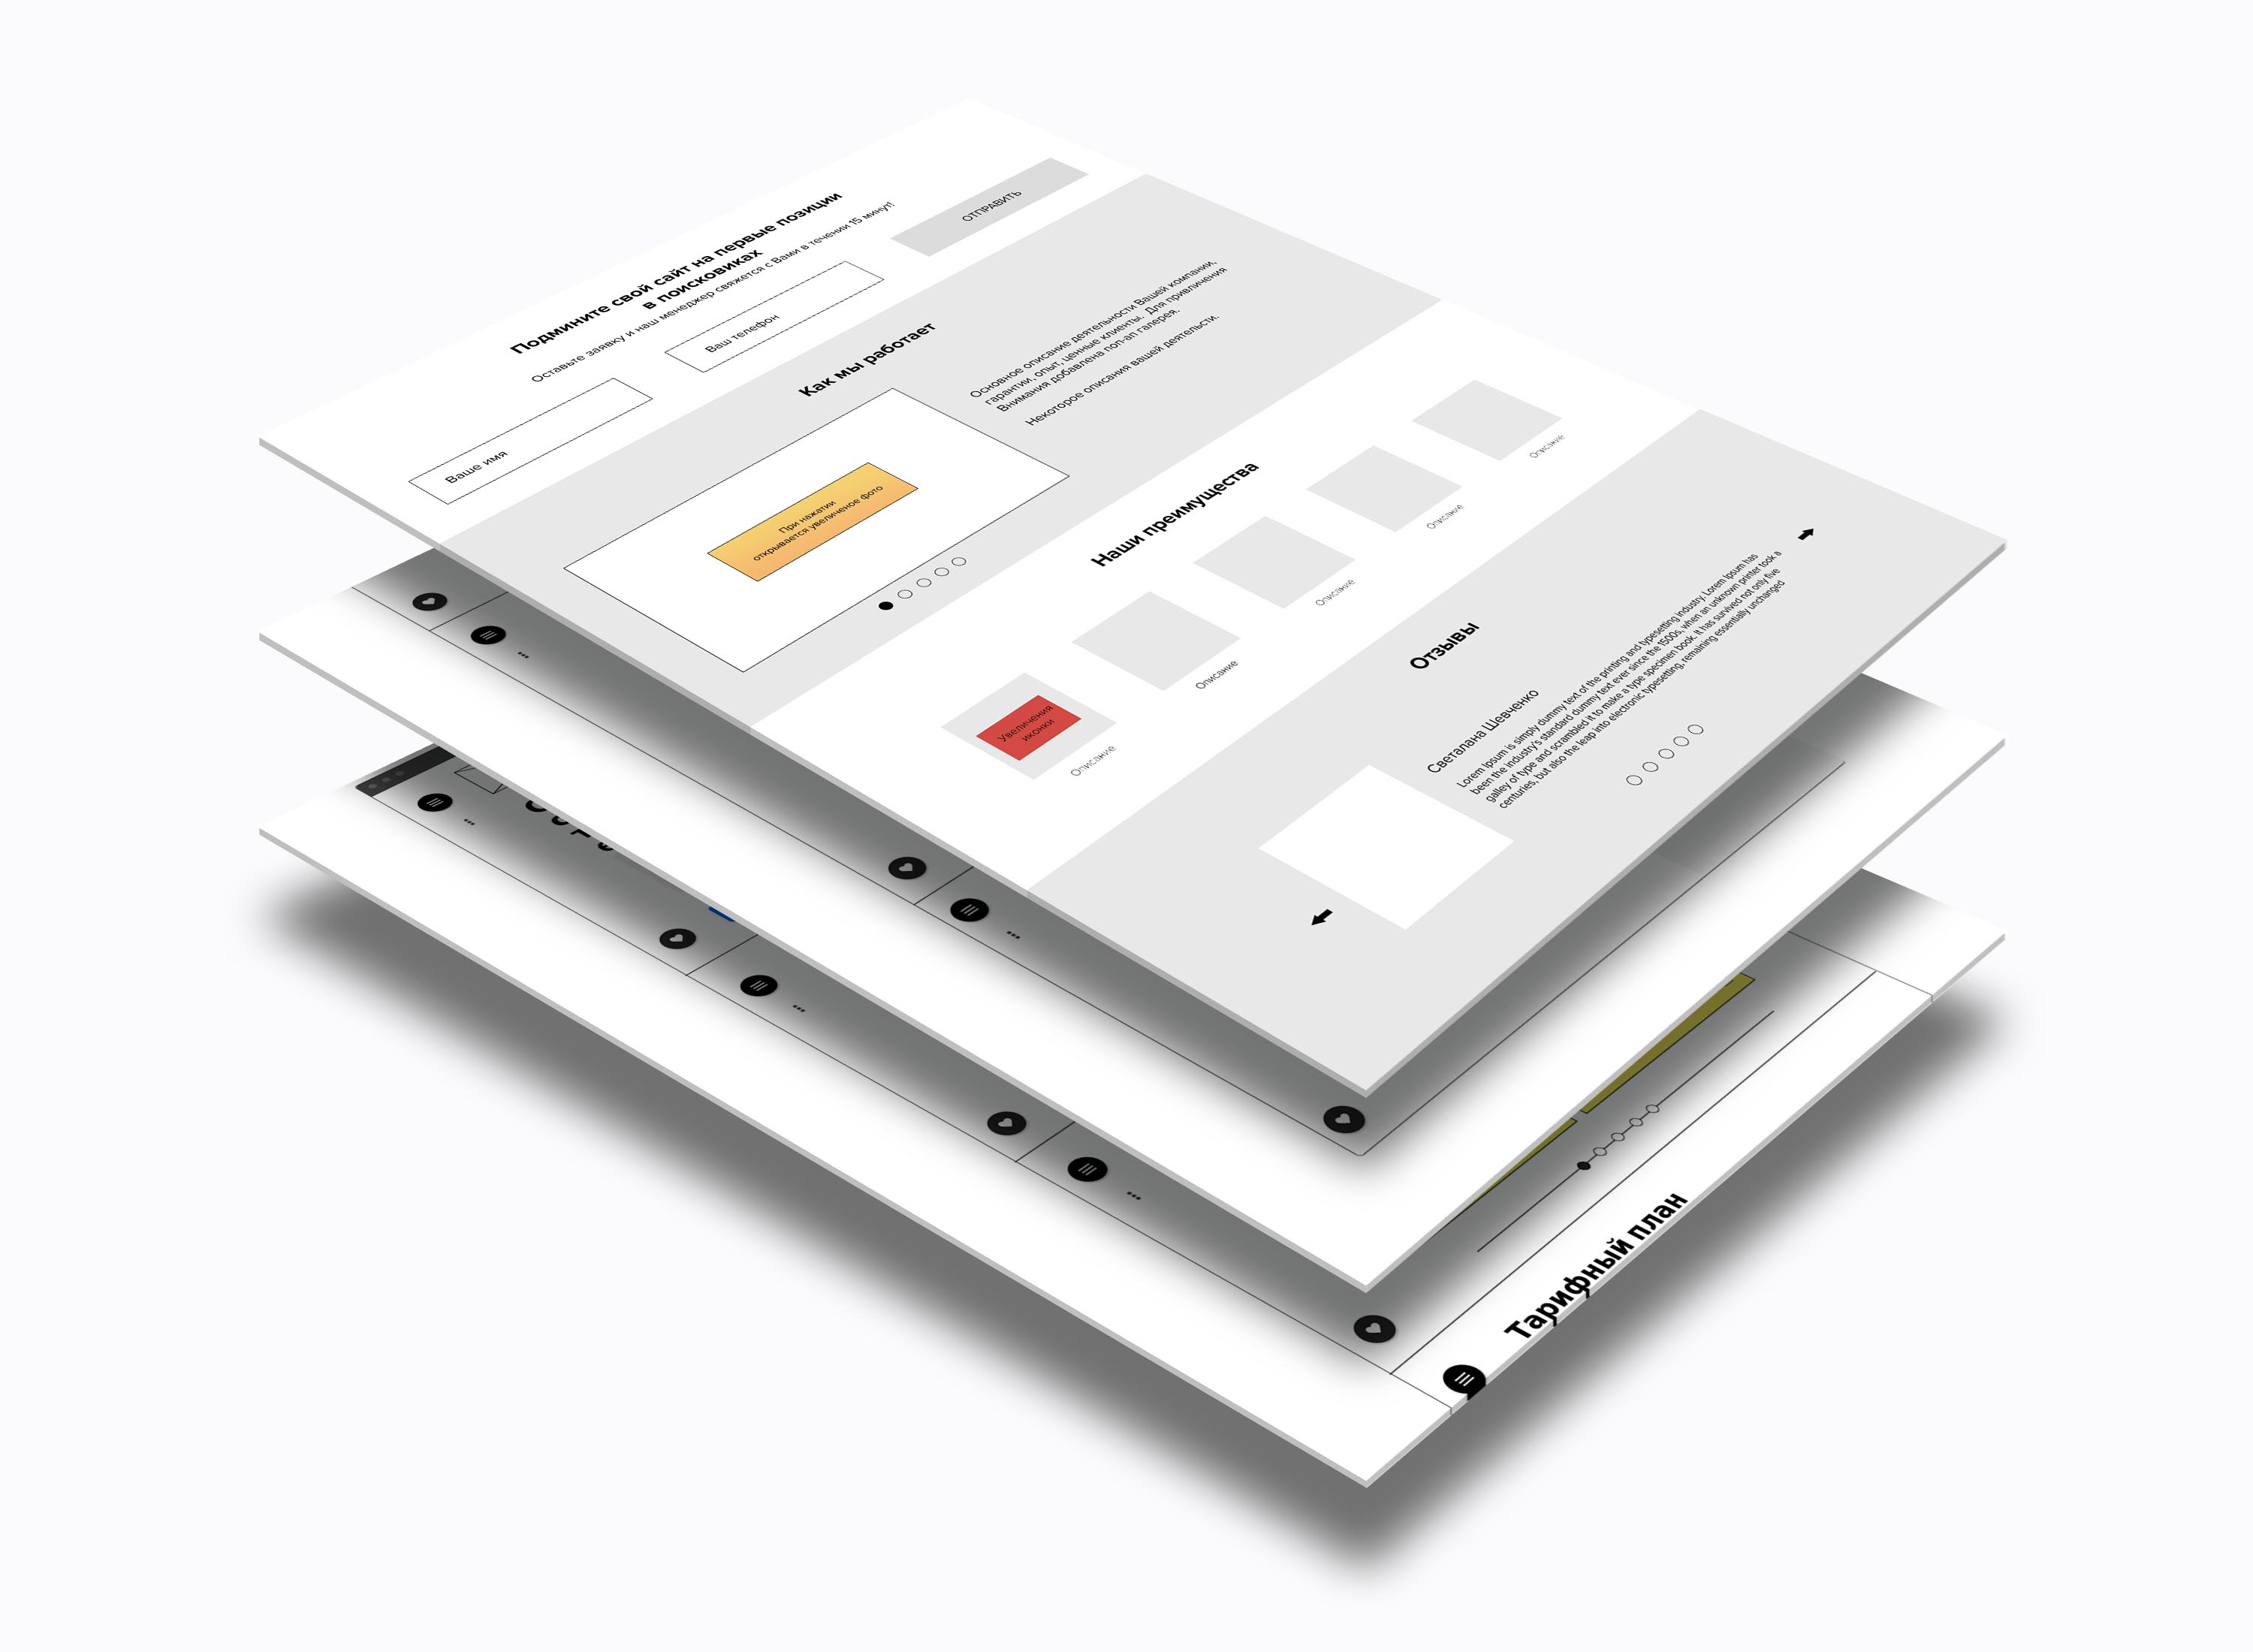 Подмините свой сайт на первые позиции
в поисковиках
Оставьте заявку и наш менеджер свяжется с Вами в течении 15 минут!
Ваше имя
Ваш телефон
ОТПРАВИТЬ
Как мы работает
При нажатии
открывается увеличеное фото
Основное описание деятельности Вашей компании,
гарантии, опыт, ценные клиенты. Для привличения
Внимания добавлена поп-ап галерея.
Некоторое описания вашей деятельсти.
Наши преимущества
Увеличения
иконки
Описание
Описание
Описание
Описание
Описание
Отзывы
Светалана Шевченко
Lorem Ipsum is simply dummy text of the printing and typesetting industry. Lorem Ipsum has
been the industry's standard dummy text ever since the 1500s, when an unknown printer took a
galley of type and scrambled it to make a type specimen book. It has survived not only five
centuries, but also the leap into electronic typesetting, remaining essentially unchanged
Тарифный план